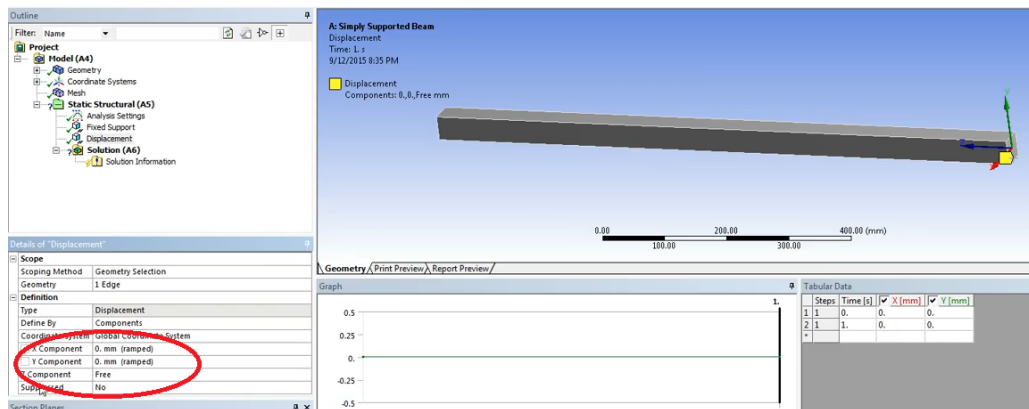 Outline
Filter: Name
Project
Model (A4)
Geometry
Coordinate Systems
Mesh
Static Structural (A5)
Analysis Settings
Fixed Support
Displacement
Solution (A6)
Solution Information
A: Simply Supported Beam
Displacement
Time: 1. s
9/12/2015 8:35 PM
Displacement
Components: 0.,0.,Free mm
Y
0.00 200.00 400.00 (mm)
100.00 300.00
Geometry Print Preview Report Preview
Details of "Displacement"
Scope
Scoping Method Geometry Selection
Geometry 1 Edge
Definition
Type Displacement
Define By Components
Coordinate System Global Coordinate System
X Component 0. mm (ramped)
Y Component 0. mm (ramped)
Z Component Free
Suppressed No
Section Planes
Graph
1.
0.5
0.25
0.
-0.25
-0.5
Tabular Data
Steps Time [s] X [mm] Y [mm]
1 1 0. 0. 0.
2 1 1. 0. 0.
*